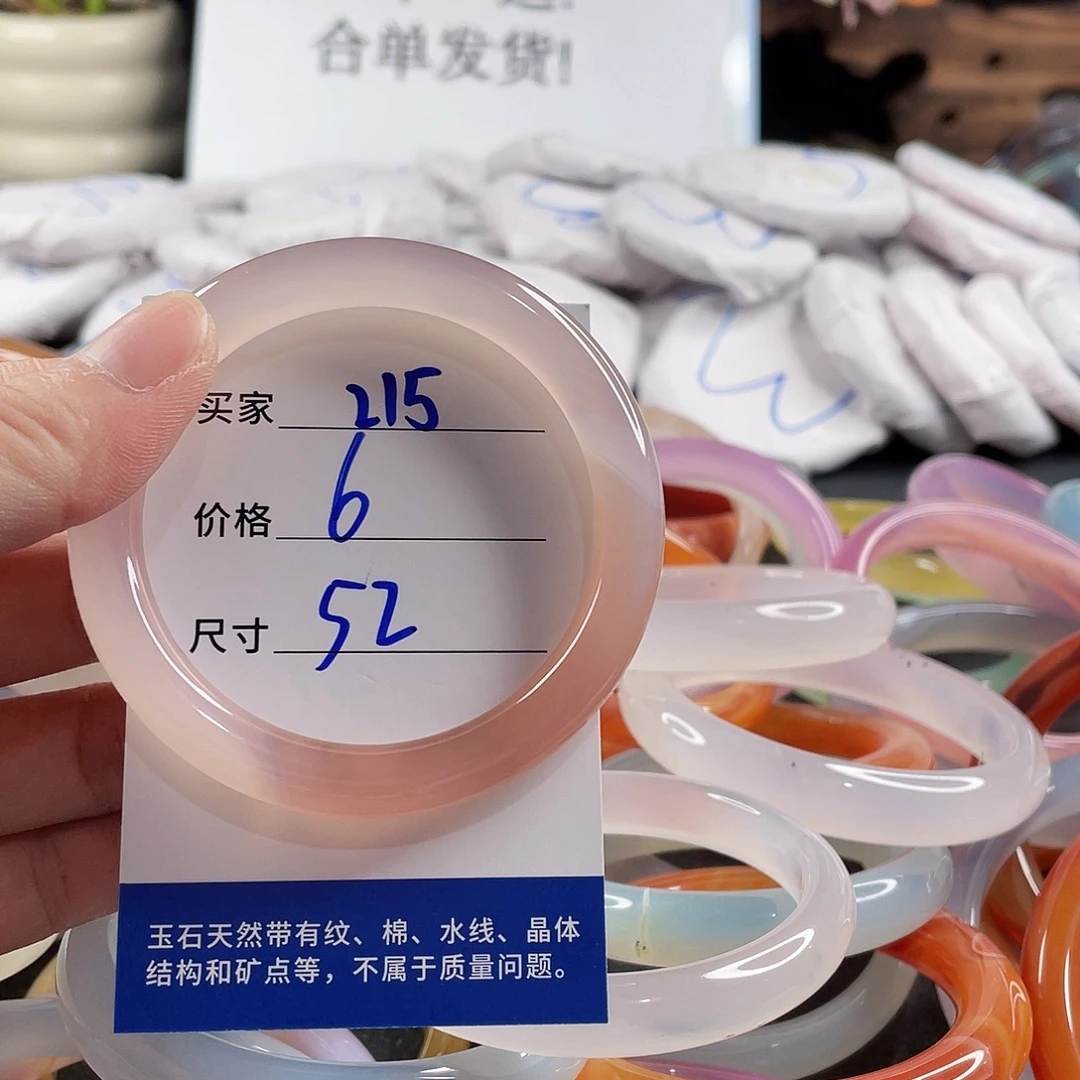 合单发货!
买家 215
价格 6
尺寸 52
玉石天然带有纹、棉、水线、晶体
结构和矿点等，不属于质量问题。